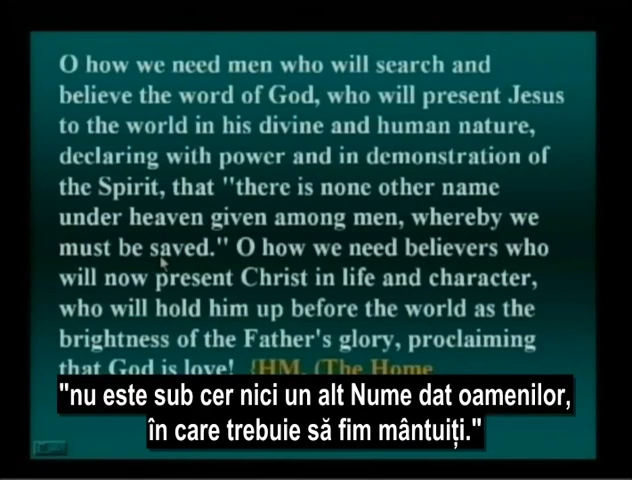 O how we need men who will search and
believe the word of God, who will present Jesus
to the world in his divine and human nature,
declaring with power and in demonstration of
the Spirit, that "there is none other name
under heaven given among men, whereby we
must be saved." O how we need believers who
will now present Christ in life and character,
who will hold him up before the world as the
brightness of the Father's glory, proclaiming
that God is love! {HM, (The Home
"nu este sub cer nici un alt Nume dat oamenilor,
în care trebuie să fim mântuiți."